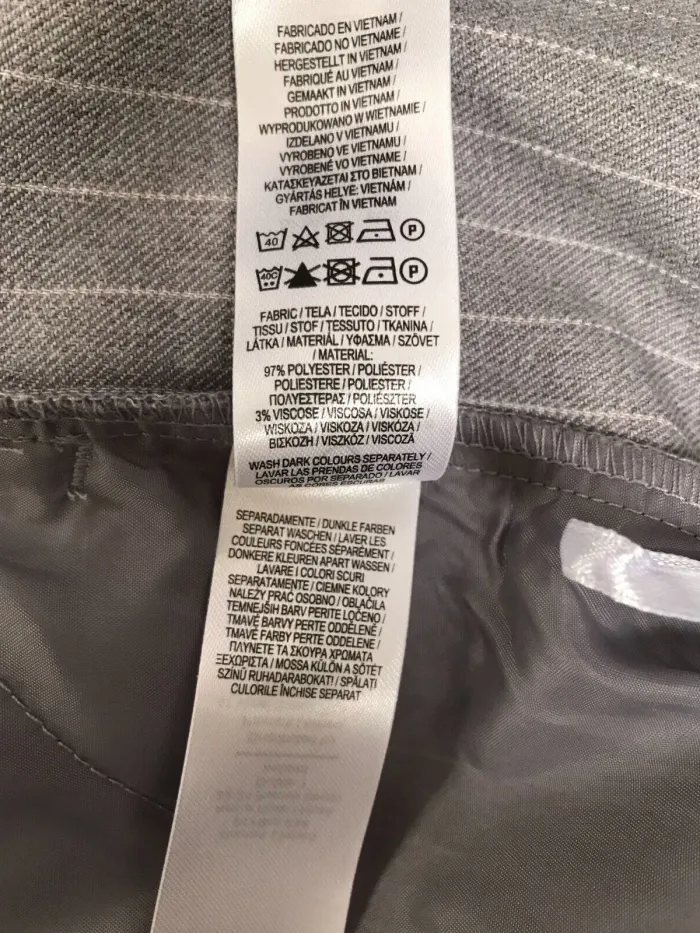 FABRICADO EN VIETNAM /
FABRICADO NO VIETNAME /
HERGESTELLT IN VIETNAM /
FABRIQUÉ AU VIETNAM /
GEMAAKT IN VIETNAM /
PRODOTTO IN VIETNAM /
WYPRODUKOWANO W WIETNAMIE /
IZDELANO V VIETNAMU /
VYROBENO VE VIETNAMU /
VYROBENÉ VO VIETNAME /
ΚΑΤΑΣΚΕΥΑΖΕΤΑΙ ΣΤΟ ΒΙΕΤΝΑΜ /
GYÁRTÁS HELYE: VIETNÁM /
FABRICAT ÎN VIETNAM
40 P
40C P
FABRIC / TELA / TECIDO / STOFF /
TISSU / STOF / TESSUTO / TKANINA /
LÁTKA / MATERIÁL / ΥΦΑΣΜΑ / SZÖVET
/ MATERIAL:
97% POLYESTER / POLIÉSTER /
POLIESTERE / POLIESTER /
ΠΟΛΥΕΣΤΕΡΑΣ / POLIÉSZTER
3% VISCOSE / VISCOSA / VISKOSE /
WISKOZA / VISKOZA / VISKÓZA /
ΒΙΣΚΟΖΗ / VISZKÓZ / VISCOZĂ
WASH DARK COLOURS SEPARATELY /
LAVAR LAS PRENDAS DE COLORES
OSCUROS POR SEPARADO / LAVAR
AS CORES ESCURAS
SEPARADAMENTE / DUNKLE FARBEN
SEPARAT WASCHEN / LAVER LES
COULEURS FONCÉES SÉPARÉMENT /
DONKERE KLEUREN APART WASSEN /
LAVARE I COLORI SCURI
SEPARATAMENTE / CIEMNE KOLORY
NALEŻY PRAĆ OSOBNO / OBLAČILA
TEMNEJŠIH BARV PERITE LOČENO /
TMAVÉ BARVY PERTE ODDĚLENĚ /
TMAVÉ FARBY PERTE ODDELENE /
ΠΛΥΝΕΤΕ ΤΑ ΣΚΟΥΡΑ ΧΡΩΜΑΤΑ
ΞΕΧΩΡΙΣΤΑ / MOSSA KÜLÖN A SÖTÉT
SZÍNŰ RUHADARABOKAT! / SPĂLAȚI
CULORILE ÎNCHISE SEPARAT